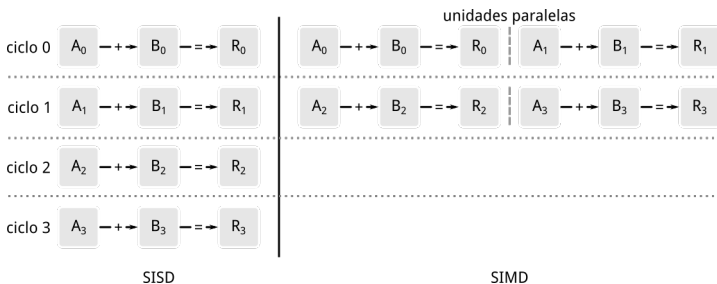 unidades paralelas
ciclo 0 A₀ + B₀ = R₀ A₀ + B₀ = R₀ A₁ + B₁ = R₁
ciclo 1 A₁ + B₁ = R₁ A₂ + B₂ = R₂ A₃ + B₃ = R₃
ciclo 2 A₂ + B₂ = R₂
ciclo 3 A₃ + B₃ = R₃
SISD SIMD